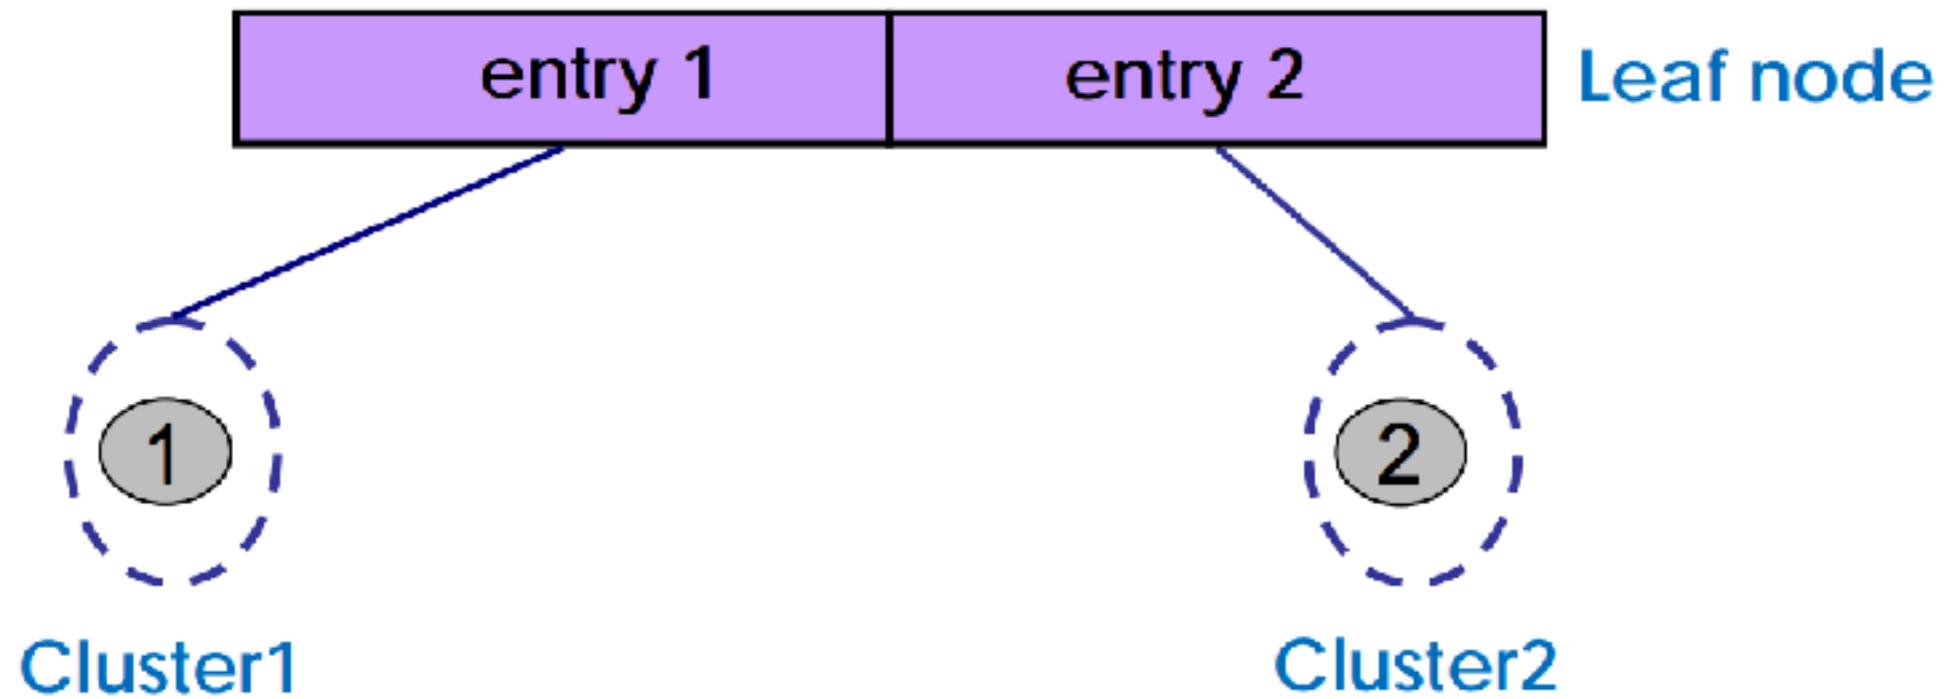 entry 1
entry 2
Leaf node
1
2
Cluster1
Cluster2